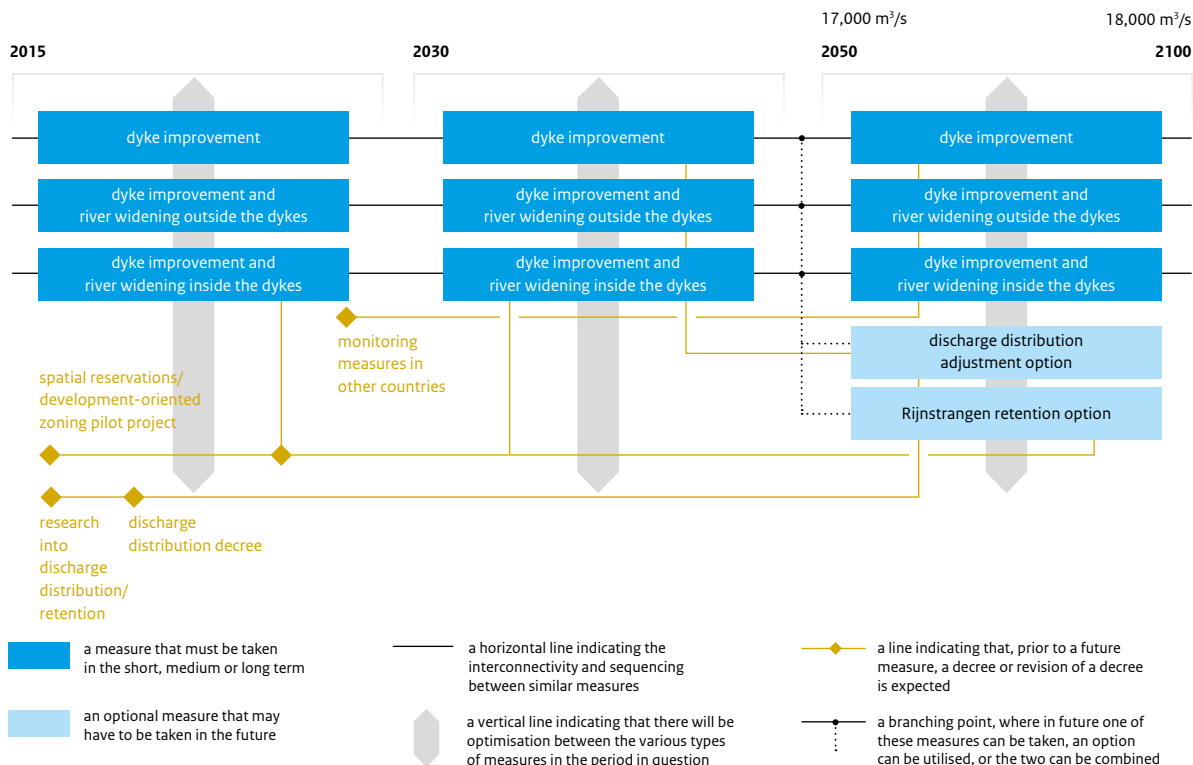 17,000 m³/s
18,000 m³/s
2015
2030
2050
2100
dyke improvement
dyke improvement
dyke improvement
dyke improvement and
river widening outside the dykes
dyke improvement and
river widening outside the dykes
dyke improvement and
river widening outside the dykes
dyke improvement and
river widening inside the dykes
dyke improvement and
river widening inside the dykes
dyke improvement and
river widening inside the dykes
monitoring
measures in
other countries
discharge distribution
adjustment option
spatial reservations/
development-oriented
zoning pilot project
Rijnstrangen retention option
research
into
discharge
distribution/
retention
discharge
distribution decree
a measure that must be taken
in the short, medium or long term
an optional measure that may
have to be taken in the future
a horizontal line indicating the
interconnectivity and sequencing
between similar measures
a vertical line indicating that there will be
optimisation between the various types
of measures in the period in question
a line indicating that, prior to a future
measure, a decree or revision of a decree
is expected
a branching point, where in future one of
these measures can be taken, an option
can be utilised, or the two can be combined